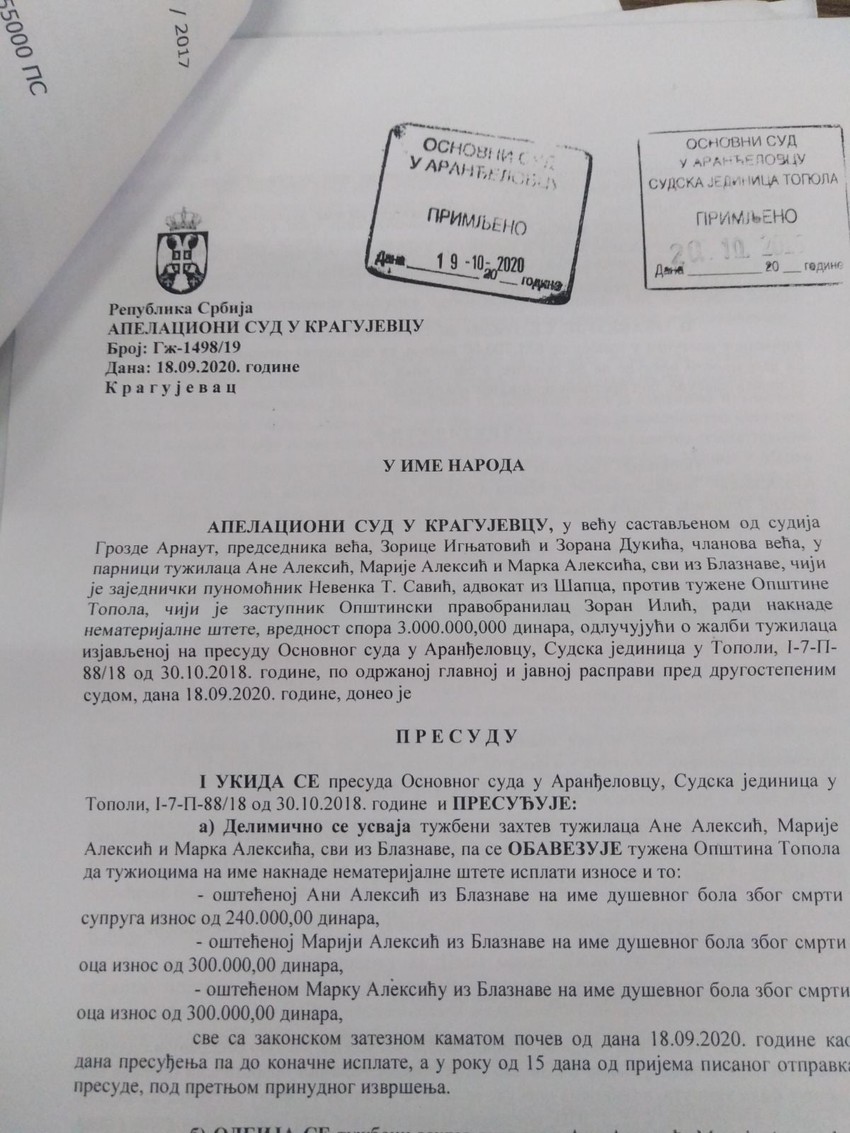 55000 ПС
/ 2017
ОСНОВНИ СУД
У АРАНЂЕЛОВЦУ
ПРИМЉЕНО
Дана 19-10-2020
20 године
ОСНОВНИ СУД
У АРАНЂЕЛОВЦУ
СУДСКА ЈЕДИНИЦА ТОПОЛА
ПРИМЉЕНО
20.10.
Дана 20 године
Република Србија
АПЕЛАЦИОНИ СУД У КРАГУЈЕВЦУ
Број: Гж-1498/19
Дана: 18.09.2020. године
К р а г у ј е в а ц
У ИМЕ НАРОДА
АПЕЛАЦИОНИ СУД У КРАГУЈЕВЦУ, у већу састављеном од судија
Грозде Арнаут, председника већа, Зорице Игњатовић и Зорана Дукића, чланова већа, у
парници тужилаца Ане Алексић, Марије Алексић и Марка Алексића, сви из Блазнаве, чији
је заједнички пуномоћник Невенка Т. Савић, адвокат из Шапца, против тужене Општине
Топола, чији је заступник Општински правобранилац Зоран Илић, ради накнаде
нематеријалне штете, вредност спора 3.000.000,000 динара, одлучујући о жалби тужилаца
изјављеној на пресуду Основног суда у Аранђеловцу, Судска јединица у Тополи, I-7-П-
88/18 од 30.10.2018. године, по одржаној главној и јавној расправи пред другостепеним
судом, дана 18.09.2020. године, донео је
П Р Е С У Д У
I УКИДА СЕ пресуда Основног суда у Аранђеловцу, Судска јединица у
Тополи, I-7-П-88/18 од 30.10.2018. године и ПРЕСУЂУЈЕ:
а) Делимично се усваја тужбени захтев тужилаца Ане Алексић, Марије
Алексић и Марка Алексића, сви из Блазнаве, па се ОБАВЕЗУЈЕ тужена Општина Топола
да тужиоцима на име накнаде нематеријалне штете исплати износе и то:
- оштећеној Ани Алексић из Блазнаве на име душевног бола због смрти
супруга износ од 240.000,00 динара,
- оштећеној Марији Алексић из Блазнаве на име душевног бола због смрти
оца износ од 300.000,00 динара,
- оштећеном Марку Алексићу из Блазнаве на име душевног бола због смрти
оца износ од 300.000,00 динара,
све са законском затезном каматом почев од дана 18.09.2020. године као
дана пресуђења па до коначне исплате, а у року од 15 дана од пријема писаног отправка
пресуде, под претњом принудног извршења.
б) ОДБИЈА СЕ